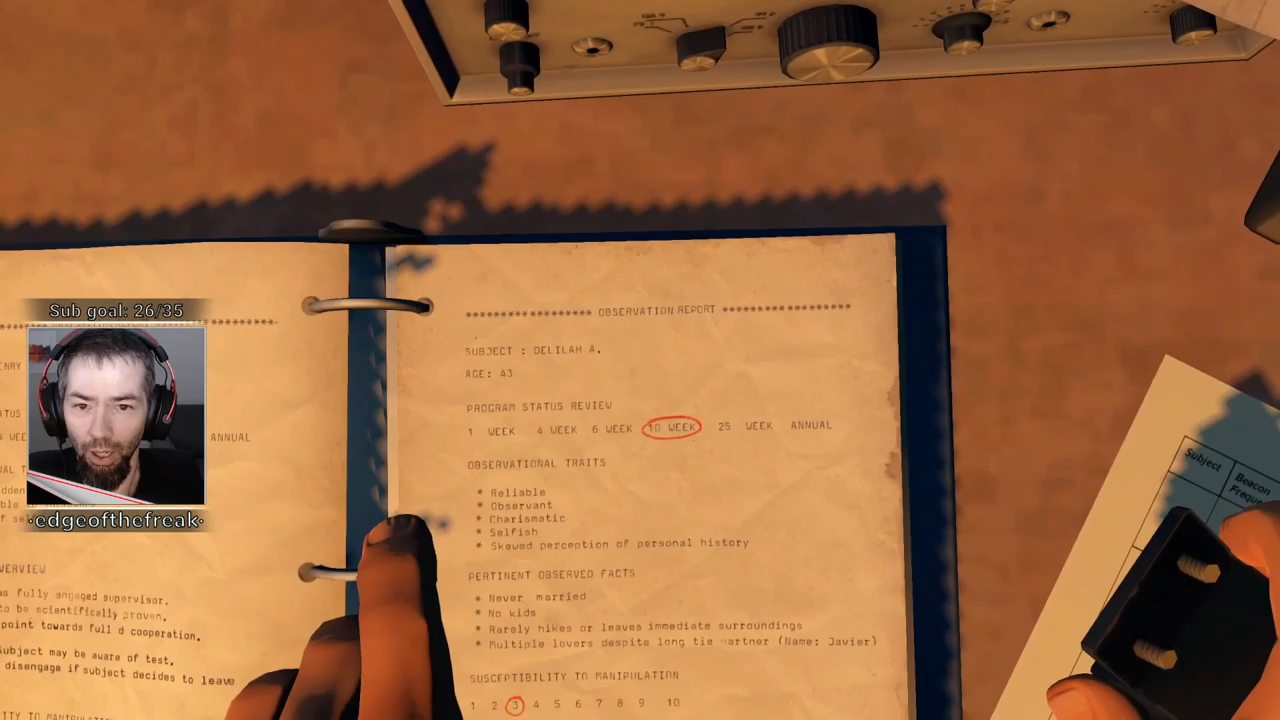 Sub goal: 26/35
·edgeofthefreak·
ANNUAL
VERVIEW
as fully engaged supervisor.
to be scientifically proven.
point towards full d cooperation.
Subject may be aware of test.
disengage if subject decides to leave
**************** OBSERVATION REPORT ****************
SUBJECT : DELILAH A.
AGE: 43
PROGRAM STATUS REVIEW
1 WEEK 4 WEEK 6 WEEK 10 WEEK 25 WEEK ANNUAL
OBSERVATIONAL TRAITS
* Reliable
* Observant
* Charismatic
* Selfish
* Skewed perception of personal history
PERTINENT OBSERVED FACTS
* Never married
* No kids
* Rarely hikes or leaves immediate surroundings
* Multiple lovers despite long tie partner (Name: Javier)
SUSCEPTIBILITY TO MANIPULATION
1 2 3 4 5 6 7 8 9 10
Subject
Beacon